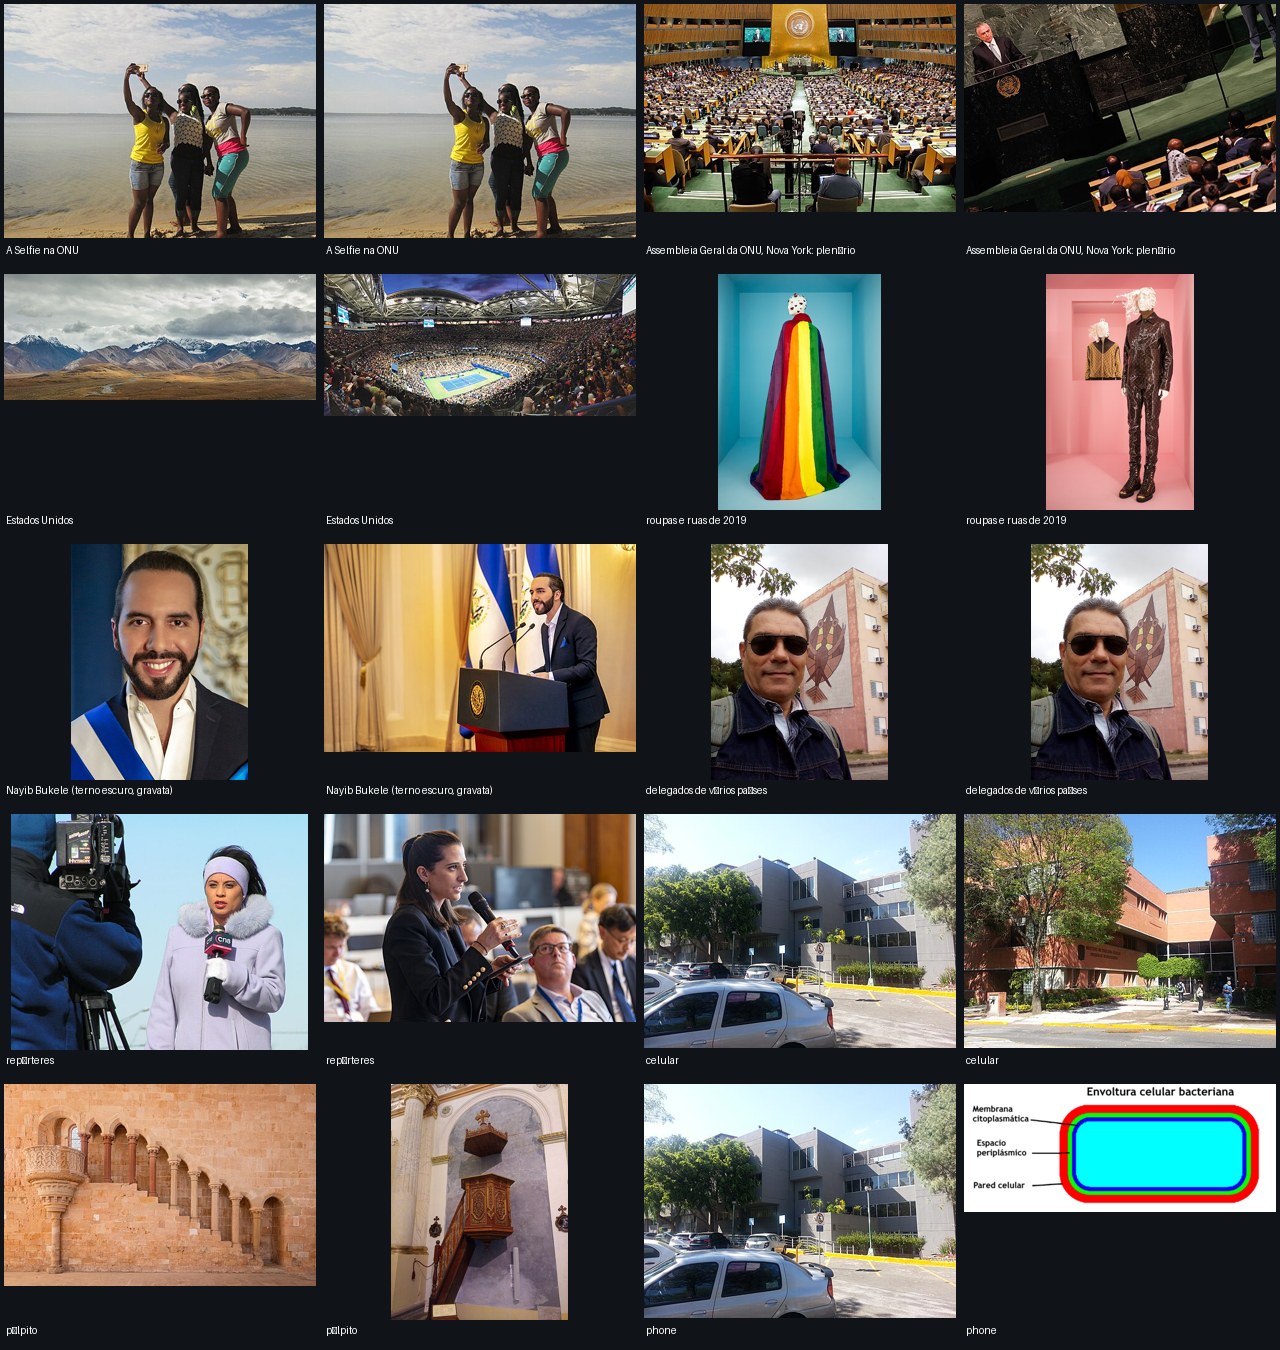 A Selfie na ONU
A Selfie na ONU
Assembleia Geral da ONU, Nova York: plen□rio
Assembleia Geral da ONU, Nova York: plen□rio
Estados Unidos
Estados Unidos
roupas e ruas de 2019
roupas e ruas de 2019
Nayib Bukele (terno escuro, gravata)
Nayib Bukele (terno escuro, gravata)
delegados de v□rios pa□ses
delegados de v□rios pa□ses
CNB
rep□rteres
rep□rteres
celular
celular
Envoltura celular bacteriana
Membrana
citoplasmática
Espacio
periplásmico
Pared celular
p□lpito
p□lpito
phone
phone